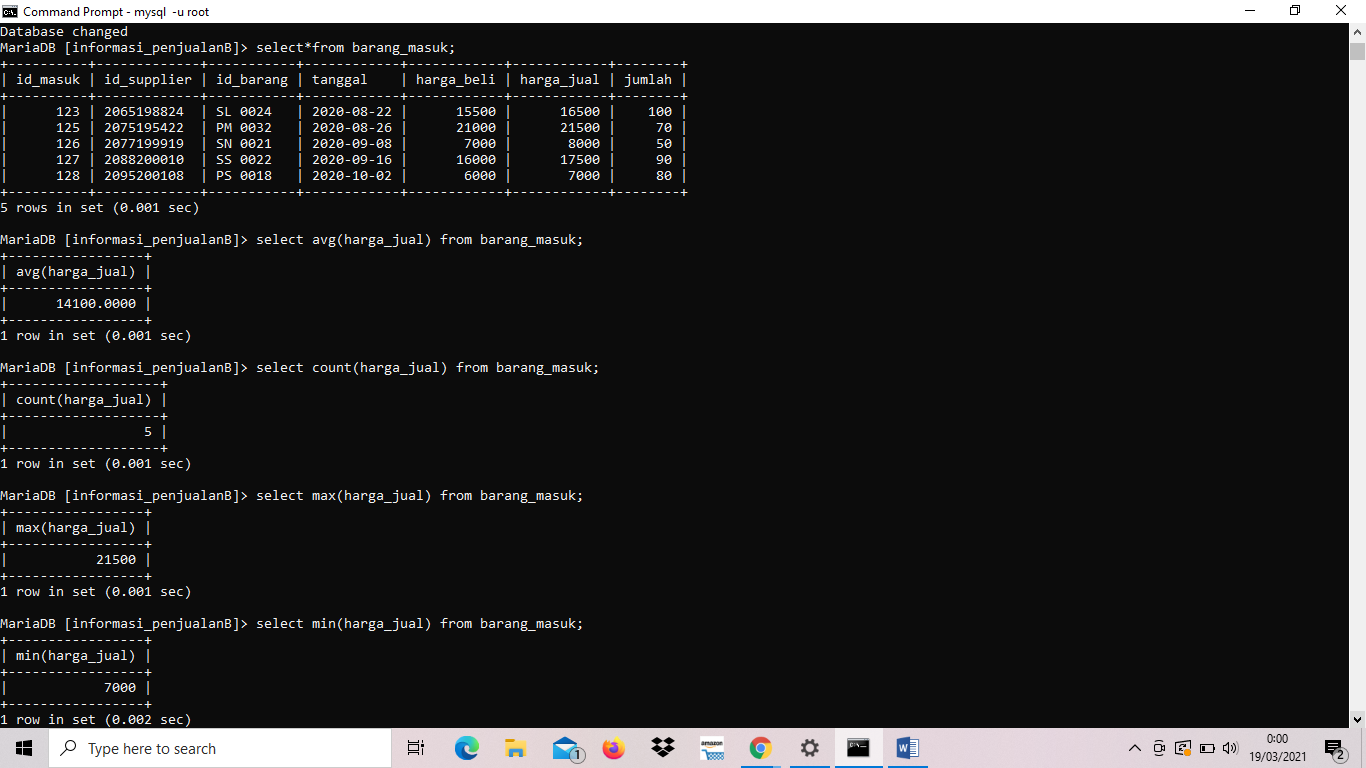 Command Prompt - mysql -u root
Database changed
MariaDB [informasi_penjualanB]> select*from barang_masuk;
+----------+-------------+-----------+------------+------------+------------+--------+
| id_masuk | id_supplier | id_barang | tanggal    | harga_beli | harga_jual | jumlah |
+----------+-------------+-----------+------------+------------+------------+--------+
|      123 | 2065198824  | SL 0024   | 2020-08-22 |      15500 |      16500 |    100 |
|      125 | 2075195422  | PM 0032   | 2020-08-26 |      21000 |      21500 |     70 |
|      126 | 2077199919  | SN 0021   | 2020-09-08 |       7000 |       8000 |     50 |
|      127 | 2088200010  | SS 0022   | 2020-09-16 |      16000 |      17500 |     90 |
|      128 | 2095200108  | PS 0018   | 2020-10-02 |       6000 |       7000 |     80 |
+----------+-------------+-----------+------------+------------+------------+--------+
5 rows in set (0.001 sec)
MariaDB [informasi_penjualanB]> select avg(harga_jual) from barang_masuk;
+-----------------+
| avg(harga_jual) |
+-----------------+
|      14100.0000 |
+-----------------+
1 row in set (0.001 sec)
MariaDB [informasi_penjualanB]> select count(harga_jual) from barang_masuk;
+-------------------+
| count(harga_jual) |
+-------------------+
|                 5 |
+-------------------+
1 row in set (0.001 sec)
MariaDB [informasi_penjualanB]> select max(harga_jual) from barang_masuk;
+-----------------+
| max(harga_jual) |
+-----------------+
|           21500 |
+-----------------+
1 row in set (0.001 sec)
MariaDB [informasi_penjualanB]> select min(harga_jual) from barang_masuk;
+-----------------+
| min(harga_jual) |
+-----------------+
|            7000 |
+-----------------+
1 row in set (0.002 sec)
Type here to search
1
amazon
0:00
19/03/2021
2